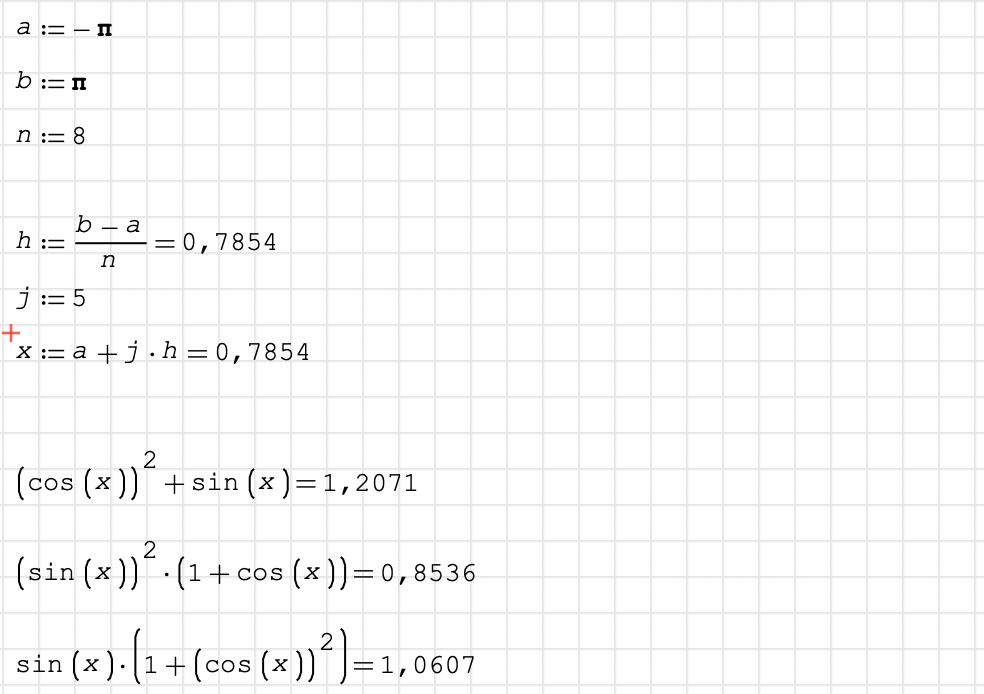 a := - π
b := π
n := 8
h := (b - a)/n = 0,7854
j := 5
x := a + j · h = 0,7854
(cos (x))² + sin (x) = 1,2071
(sin (x))² · (1 + cos (x)) = 0,8536
sin (x) · (1 + (cos (x))²) = 1,0607